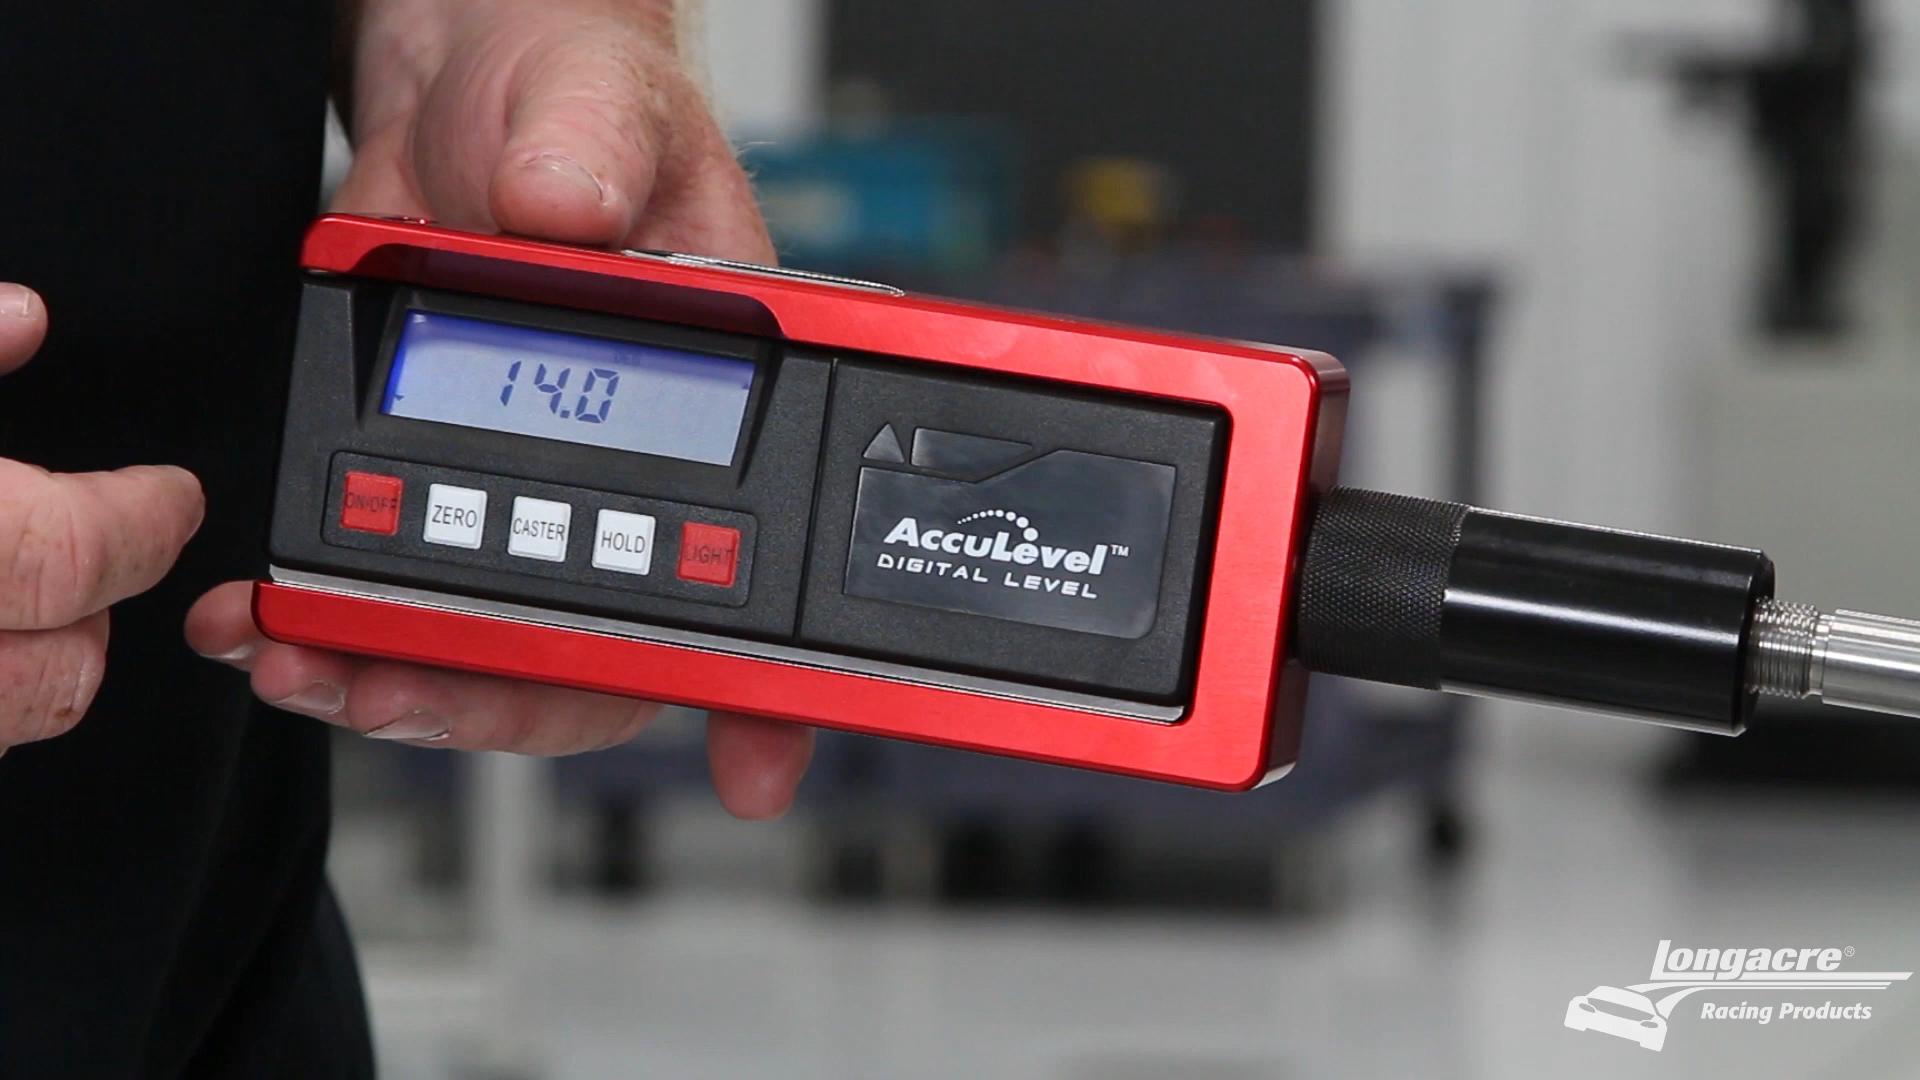 14.0
ON•OFF
ZERO
CASTER
HOLD
LIGHT
AccuLevel™
DIGITAL LEVEL
Longacre®
Racing Products